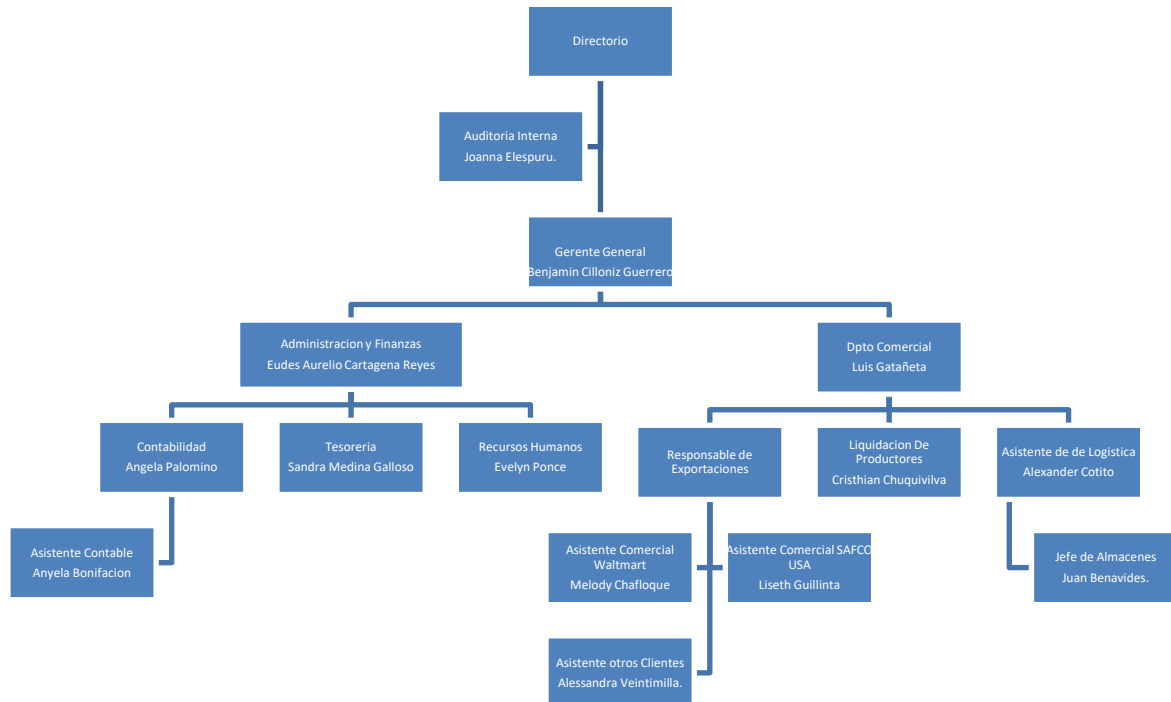 Directorio
Auditoria Interna
Joanna Elespuru.
Gerente General
Benjamin Cilloniz Guerrero
Administracion y Finanzas
Eudes Aurelio Cartagena Reyes
Dpto Comercial
Luis Gatañeta
Contabilidad
Angela Palomino
Tesoreria
Sandra Medina Galloso
Recursos Humanos
Evelyn Ponce
Responsable de
Exportaciones
Liquidacion De
Productores
Cristhian Chuquivilva
Asistente de de Logistica
Alexander Cotito
Asistente Contable
Anyela Bonifacion
Asistente Comercial
Waltmart
Melody Chafloque
Asistente Comercial SAFCO
USA
Liseth Guillinta
Jefe de Almacenes
Juan Benavides.
Asistente otros Clientes
Alessandra Veintimilla.